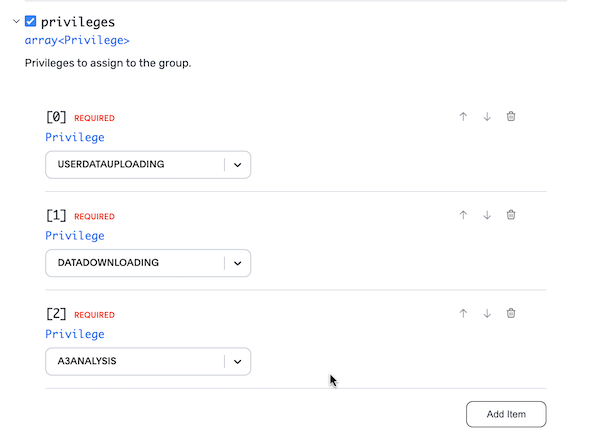 privileges
array<Privilege>
Privileges to assign to the group.
[0] REQUIRED
Privilege
USERDATAUPLOADING
[1] REQUIRED
Privilege
DATADOWNLOADING
[2] REQUIRED
Privilege
A3ANALYSIS
Add Item